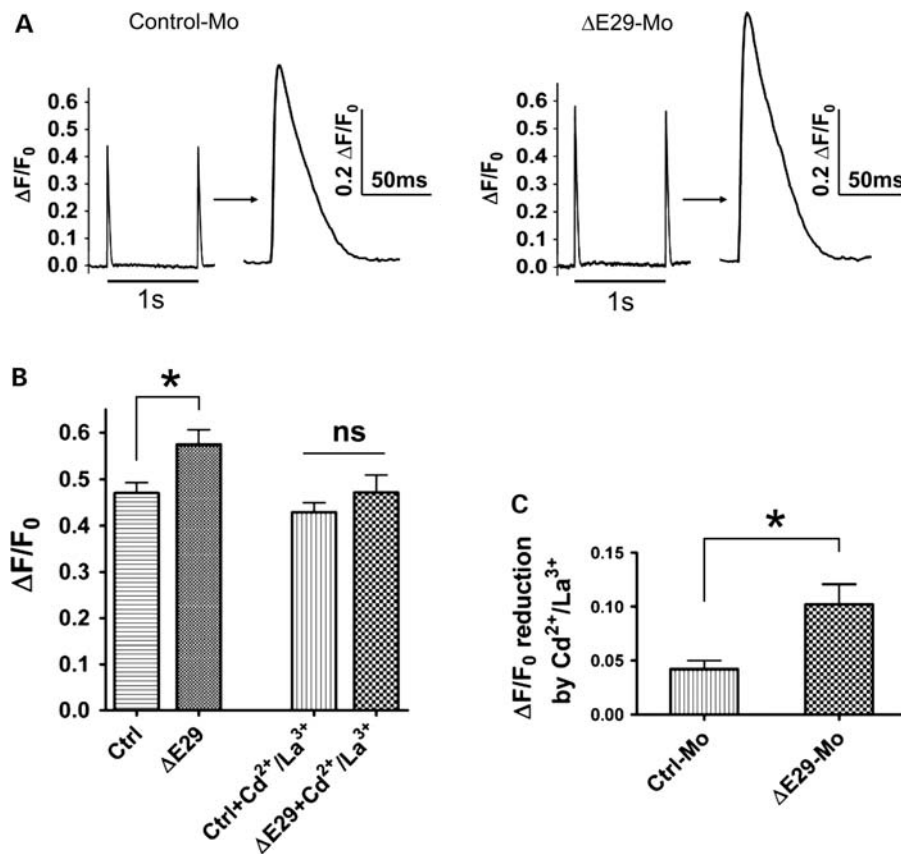 A
Control-Mo
ΔE29-Mo
ΔF/F₀
0.6
0.5
0.4
0.3
0.2
0.1
0.0
1s
0.2 ΔF/F₀
50ms
ΔF/F₀
0.6
0.5
0.4
0.3
0.2
0.1
0.0
1s
0.2 ΔF/F₀
50ms
B
ΔF/F₀
0.6
0.5
0.4
0.3
0.2
0.1
0.0
*
ns
Ctrl
ΔE29
Ctrl+Cd²⁺/La³⁺
ΔE29+Cd²⁺/La³⁺
C
ΔF/F₀ reduction
by Cd²⁺/La³⁺
0.15
0.10
0.05
0.00
*
Ctrl-Mo
ΔE29-Mo